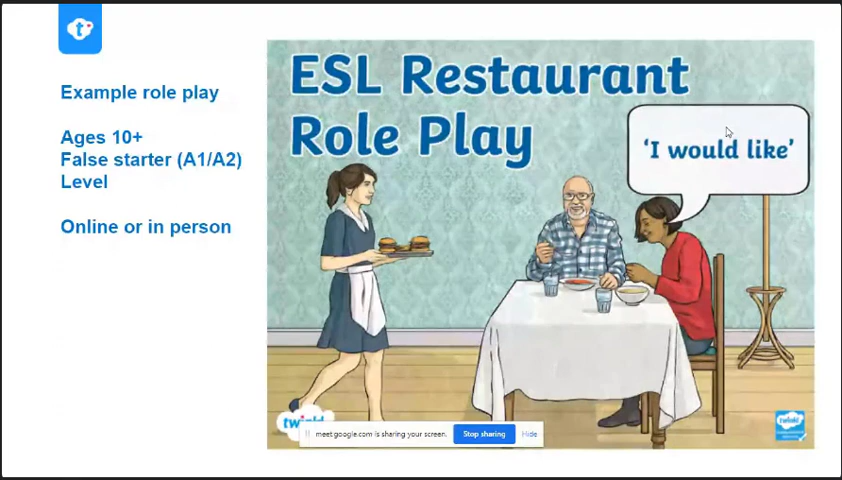 Example role play
Ages 10+
False starter (A1/A2)
Level
Online or in person
ESL Restaurant
Role Play
'I would like'
meet.google.com is sharing your screen.
Stop sharing
Hide